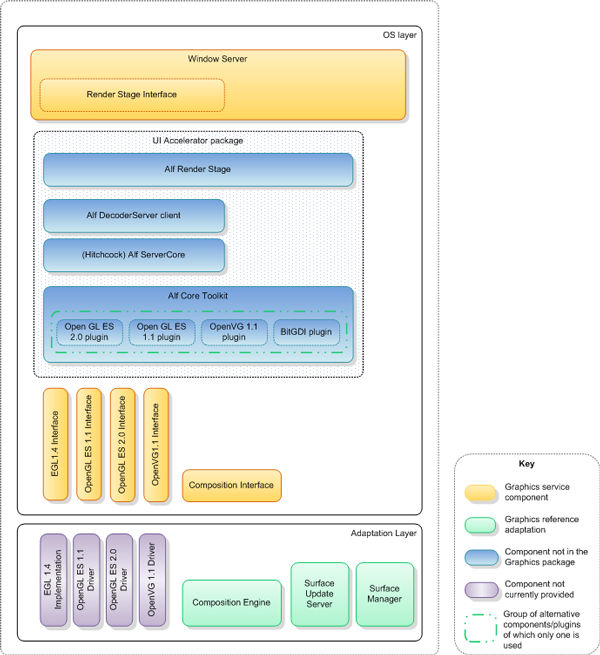 OS layer
Window Server
Render Stage Interface
UI Accelerator package
Alf Render Stage
Alf DecoderServer client
(Hitchcock) Alf ServerCore
Alf Core Toolkit
Open GL ES
2.0 plugin
Open GL ES
1.1 plugin
OpenVG 1.1
plugin
BitGDI plugin
EGL1.4 Interface
OpenGL ES 1.1 Interface
OpenGL ES 2.0 Interface
OpenVG1.1 Interface
Composition Interface
Adaptation Layer
EGL 1.4
Implementation
OpenGL ES 1.1
Driver
OpenGL ES 2.0
Driver
OpenVG 1.1 Driver
Composition Engine
Surface
Update
Server
Surface
Manager
Key
Graphics service
component
Graphics reference
adaptation
Component not in the
Graphics package
Component not
currently provided
Group of alternative
components/plugins
of which only one is
used